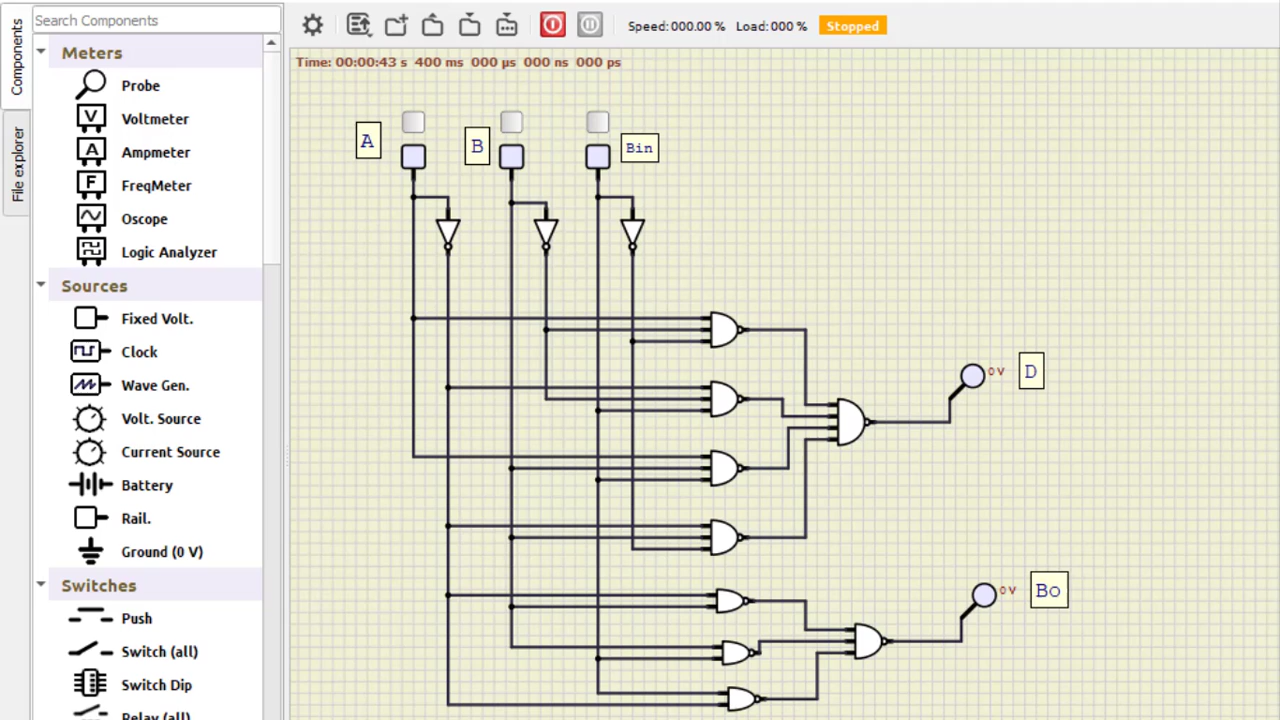 Components
File explorer
Search Components
Meters
Probe
Voltmeter
Ampmeter
FreqMeter
Oscope
Logic Analyzer
Sources
Fixed Volt.
Clock
Wave Gen.
Volt. Source
Current Source
Battery
Rail.
Ground (0 V)
Switches
Push
Switch (all)
Switch Dip
Relay (all)
Speed:000.00 % Load:000 % Stopped
Time: 00:00:43 s 400 ms 000 µs 000 ns 000 ps
A
B
Bin
0 V
D
0 V
Bo
V
A
F